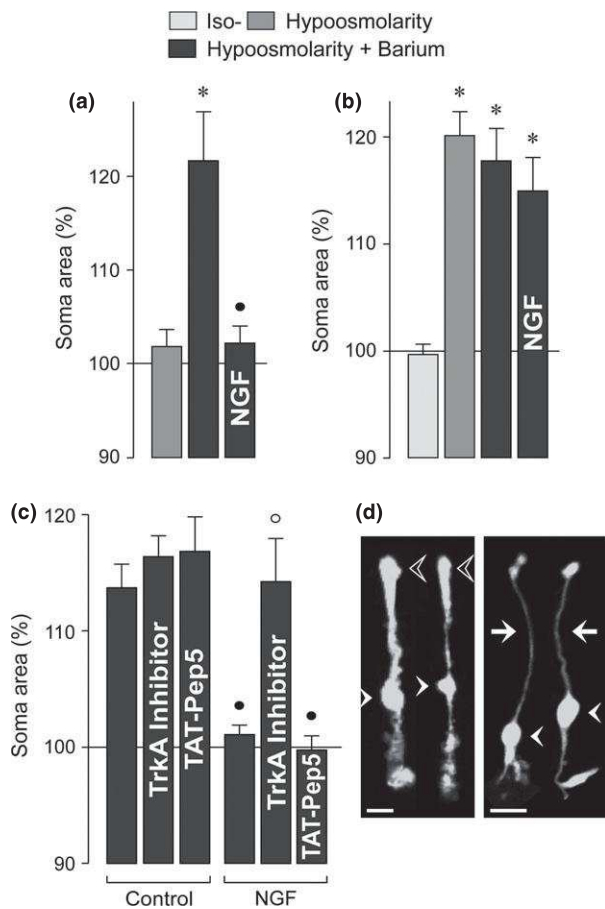 Iso- Hypoosmolarity
Hypoosmolarity + Barium
(a)
*
Soma area (%)
120
110
100
90
NGF
(b)
* * *
Soma area (%)
120
110
100
90
NGF
(c)
Soma area (%)
120
110
100
90
TrkA Inhibitor
TAT-Pep5
TrkA Inhibitor
TAT-Pep5
Control
NGF
(d)